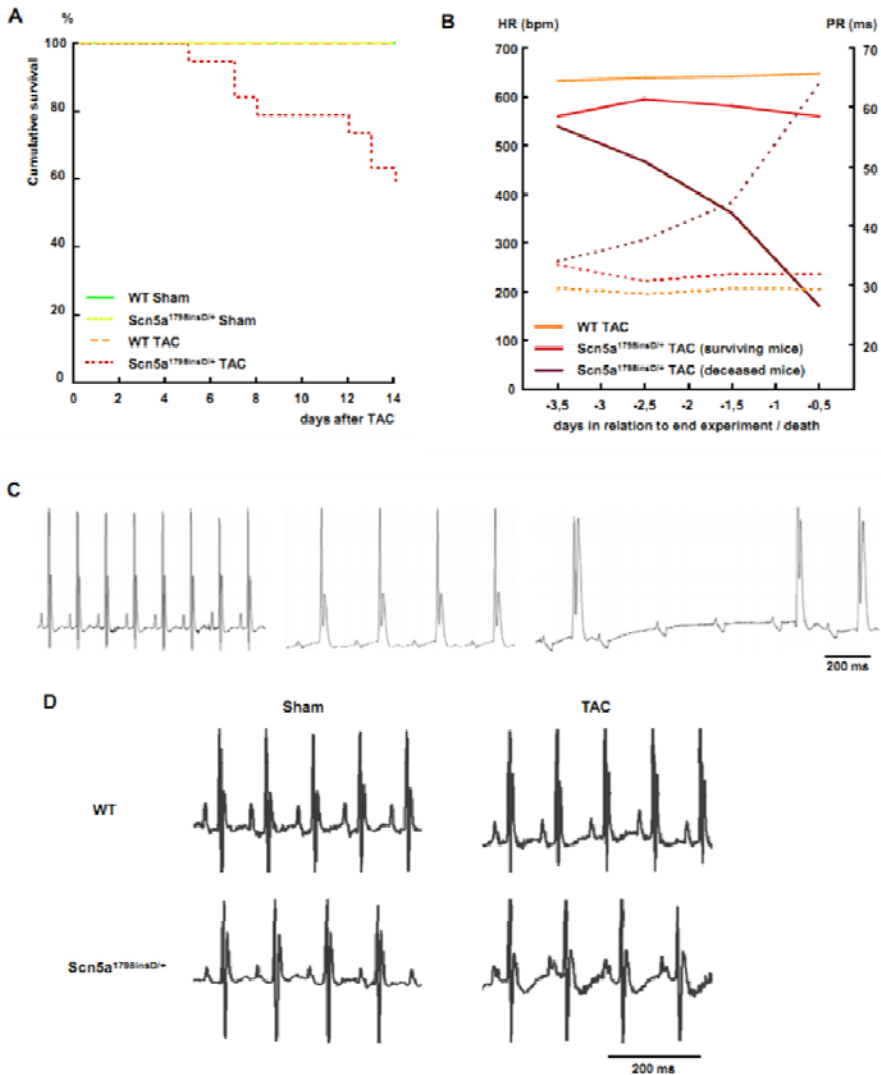 A
%
Cumulative survival
100
80
60
40
20
0
0 2 4 6 8 10 12 14
days after TAC
WT Sham
Scn5a1798insD/+ Sham
WT TAC
Scn5a1798insD/+ TAC
B
HR (bpm)
PR (ms)
700
600
500
400
300
200
100
0
70
60
50
40
30
20
-3,5 -3 -2,5 -2 -1,5 -1 -0,5
days in relation to end experiment / death
WT TAC
Scn5a1798insD/+ TAC (surviving mice)
Scn5a1798insD/+ TAC (deceased mice)
C
200 ms
D
Sham
TAC
WT
Scn5a1798insD/+
200 ms